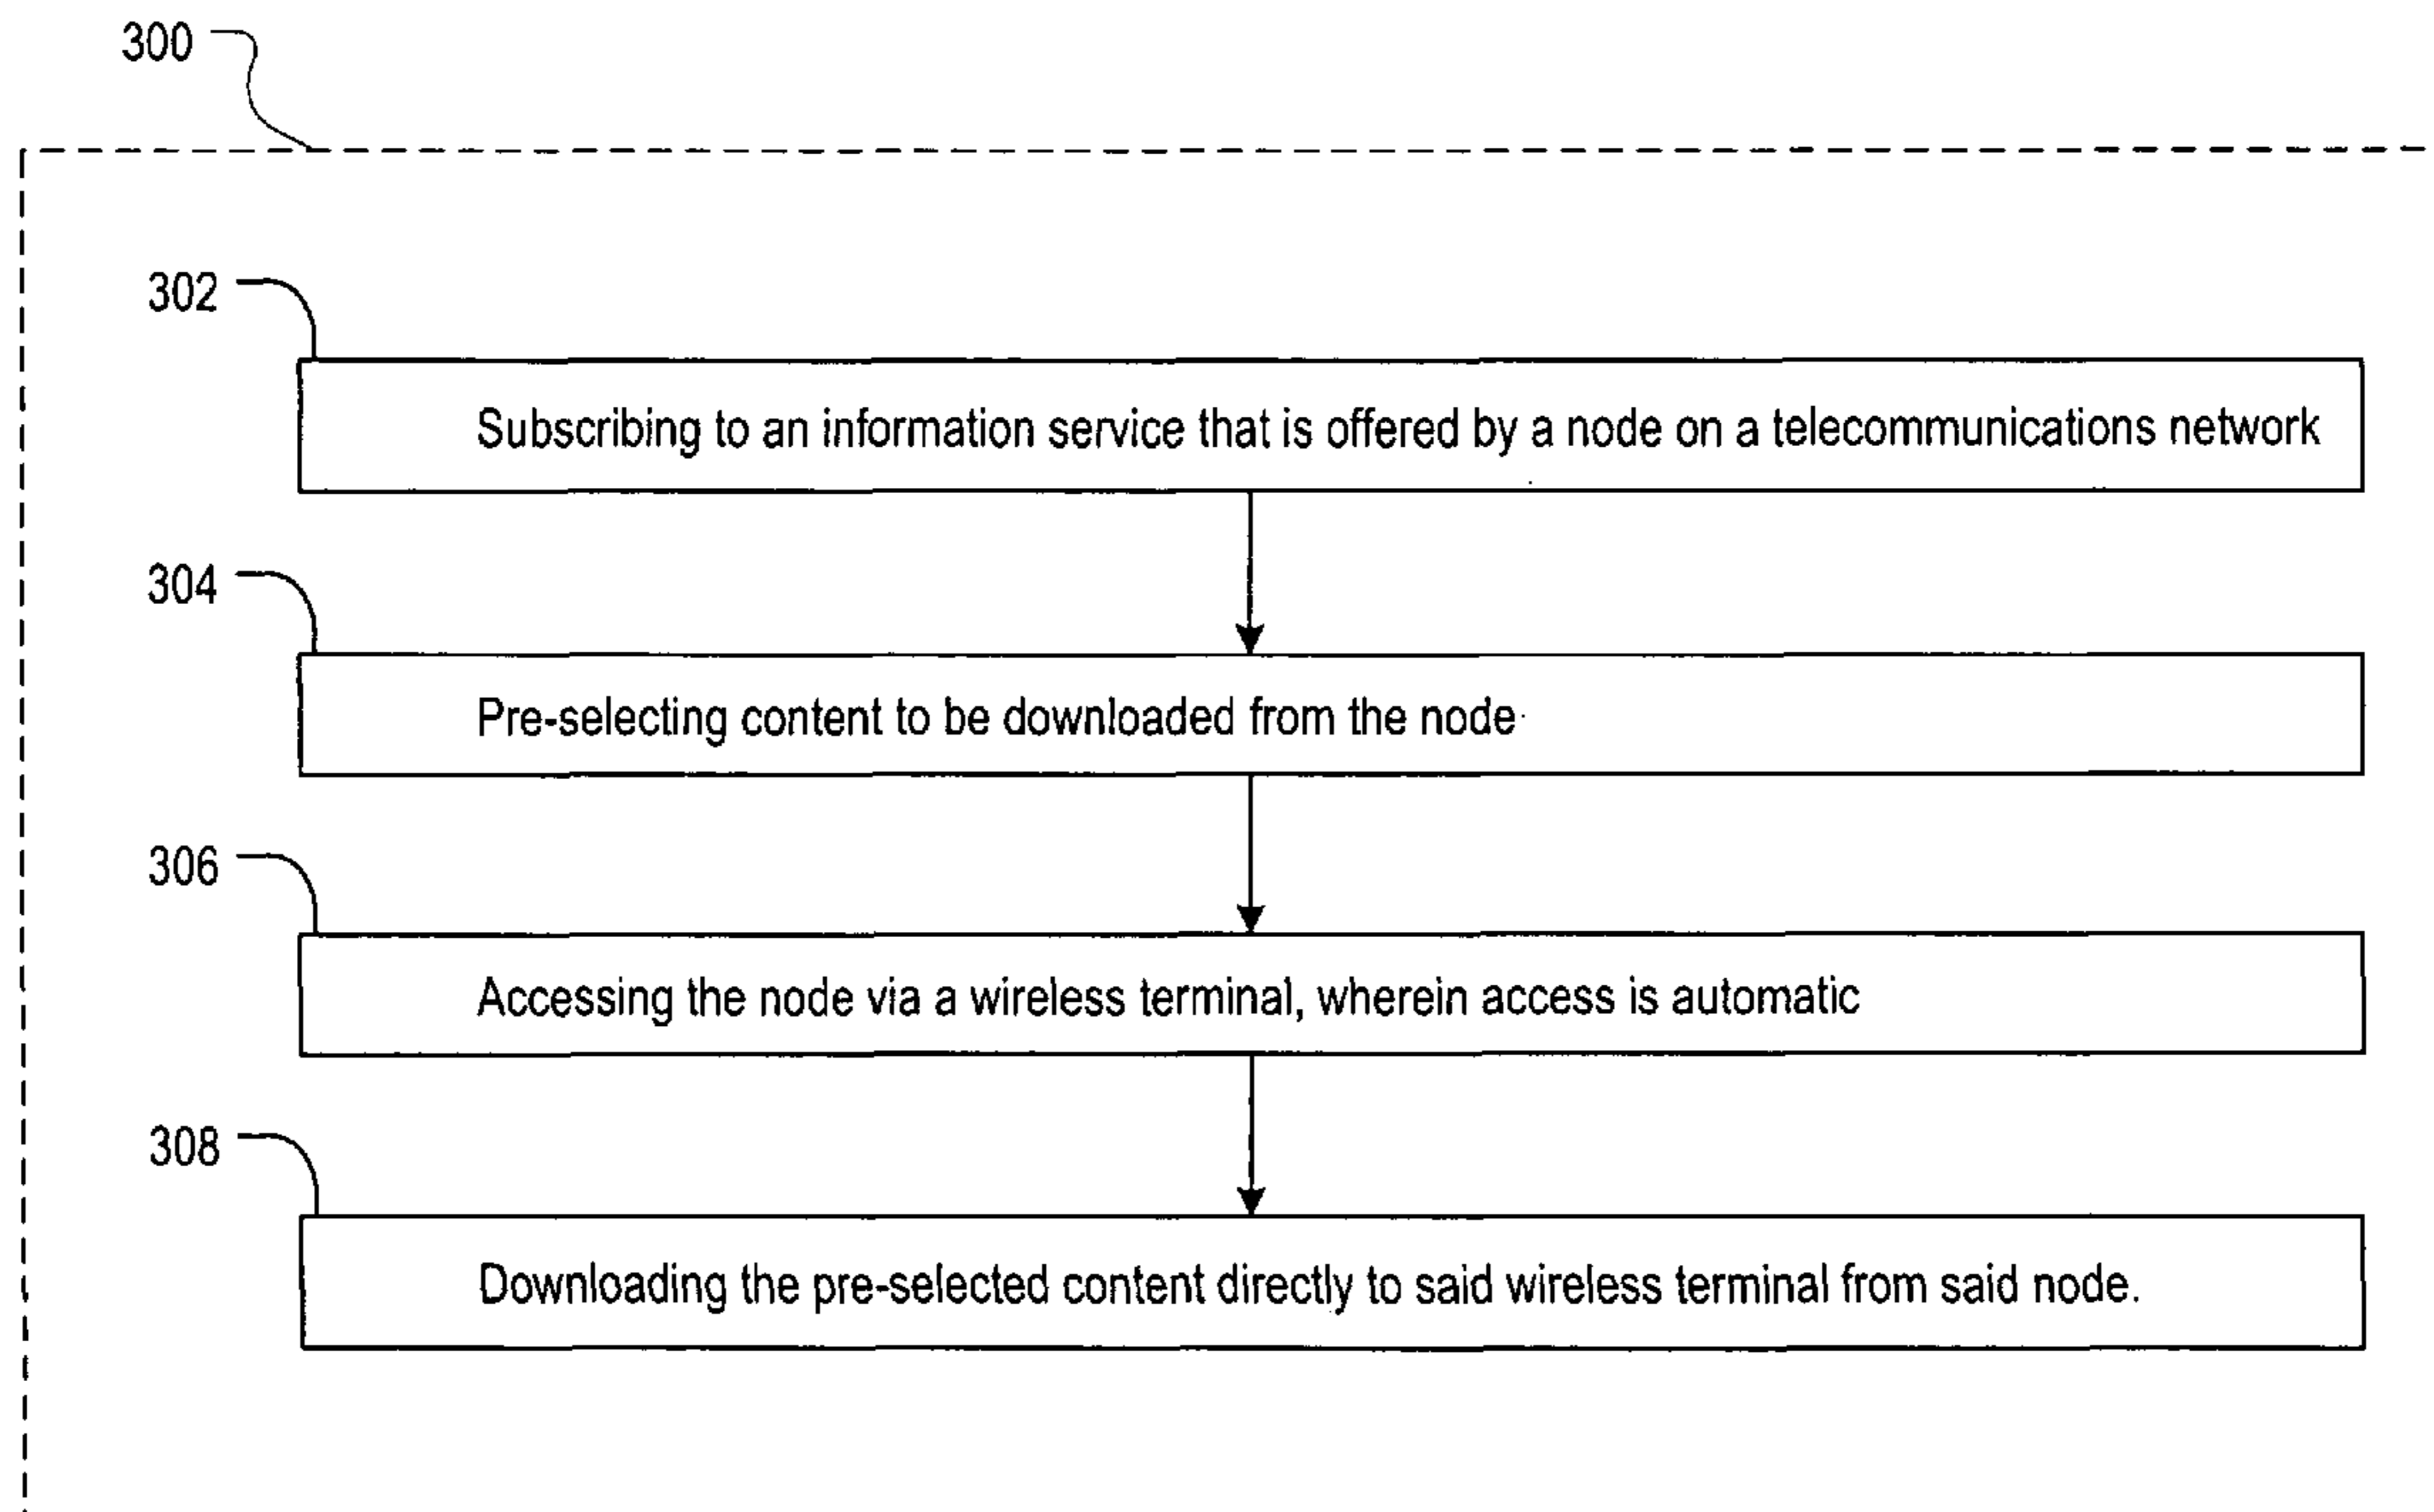 300
302
Subscribing to an information service that is offered by a node on a telecommunications network
304
Pre-selecting content to be downloaded from the node
306
Accessing the node via a wireless terminal, wherein access is automatic
308
Downloading the pre-selected content directly to said wireless terminal from said node.